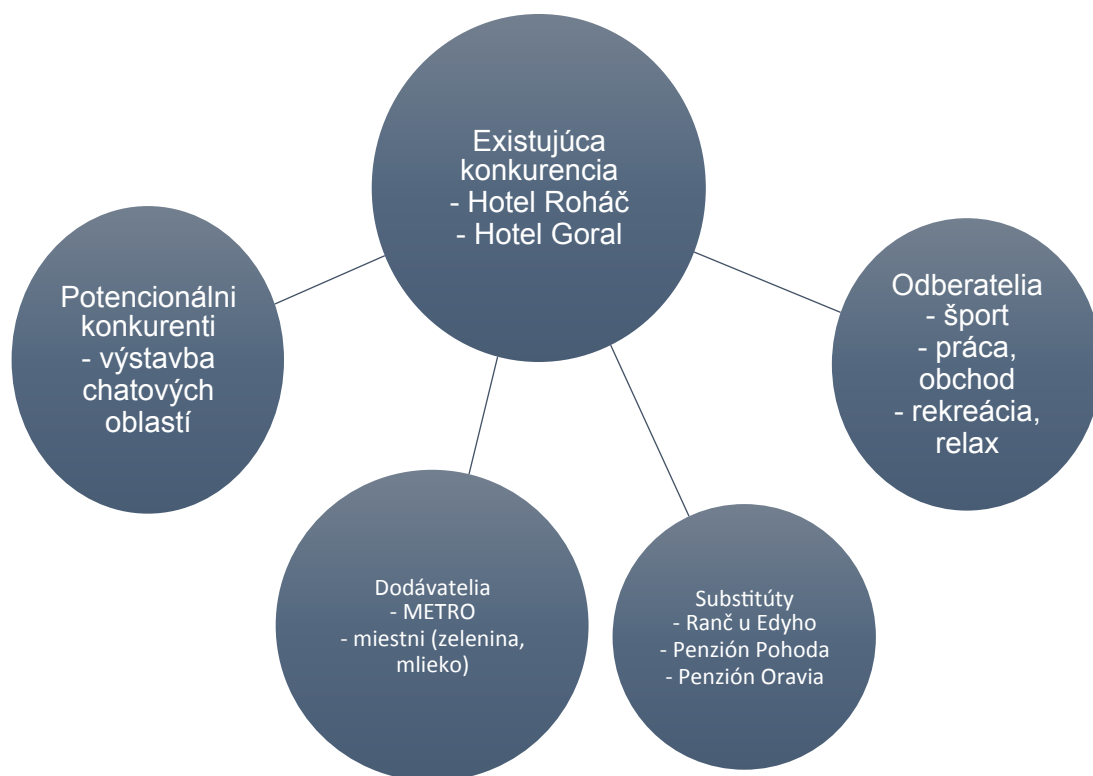 Existujúca
konkurencia
- Hotel Roháč
- Hotel Goral
Potencionálni
konkurenti
- výstavba
chatových
oblastí
Odberatelia
- šport
- práca,
obchod
- rekreácia,
relax
Dodávatelia
- METRO
- miestni (zelenina,
mlieko)
Substitúty
- Ranč u Edyho
- Penzión Pohoda
- Penzión Oravia